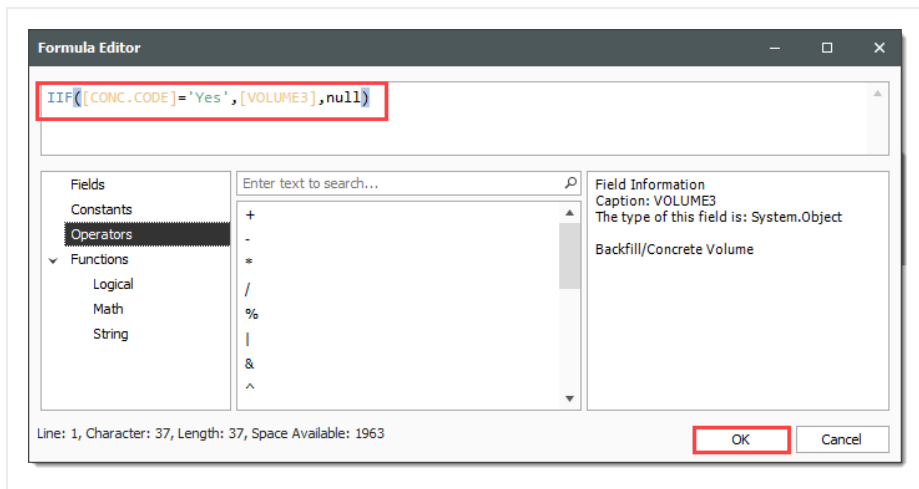 Formula Editor
IIF([CONC.CODE]='Yes',[VOLUME3],null)
Fields
Constants
Operators
Functions
Logical
Math
String
Enter text to search...
+
-
*
/
%
|
&
^
Field Information
Caption: VOLUME3
The type of this field is: System.Object
Backfill/Concrete Volume
Line: 1, Character: 37, Length: 37, Space Available: 1963
OK
Cancel